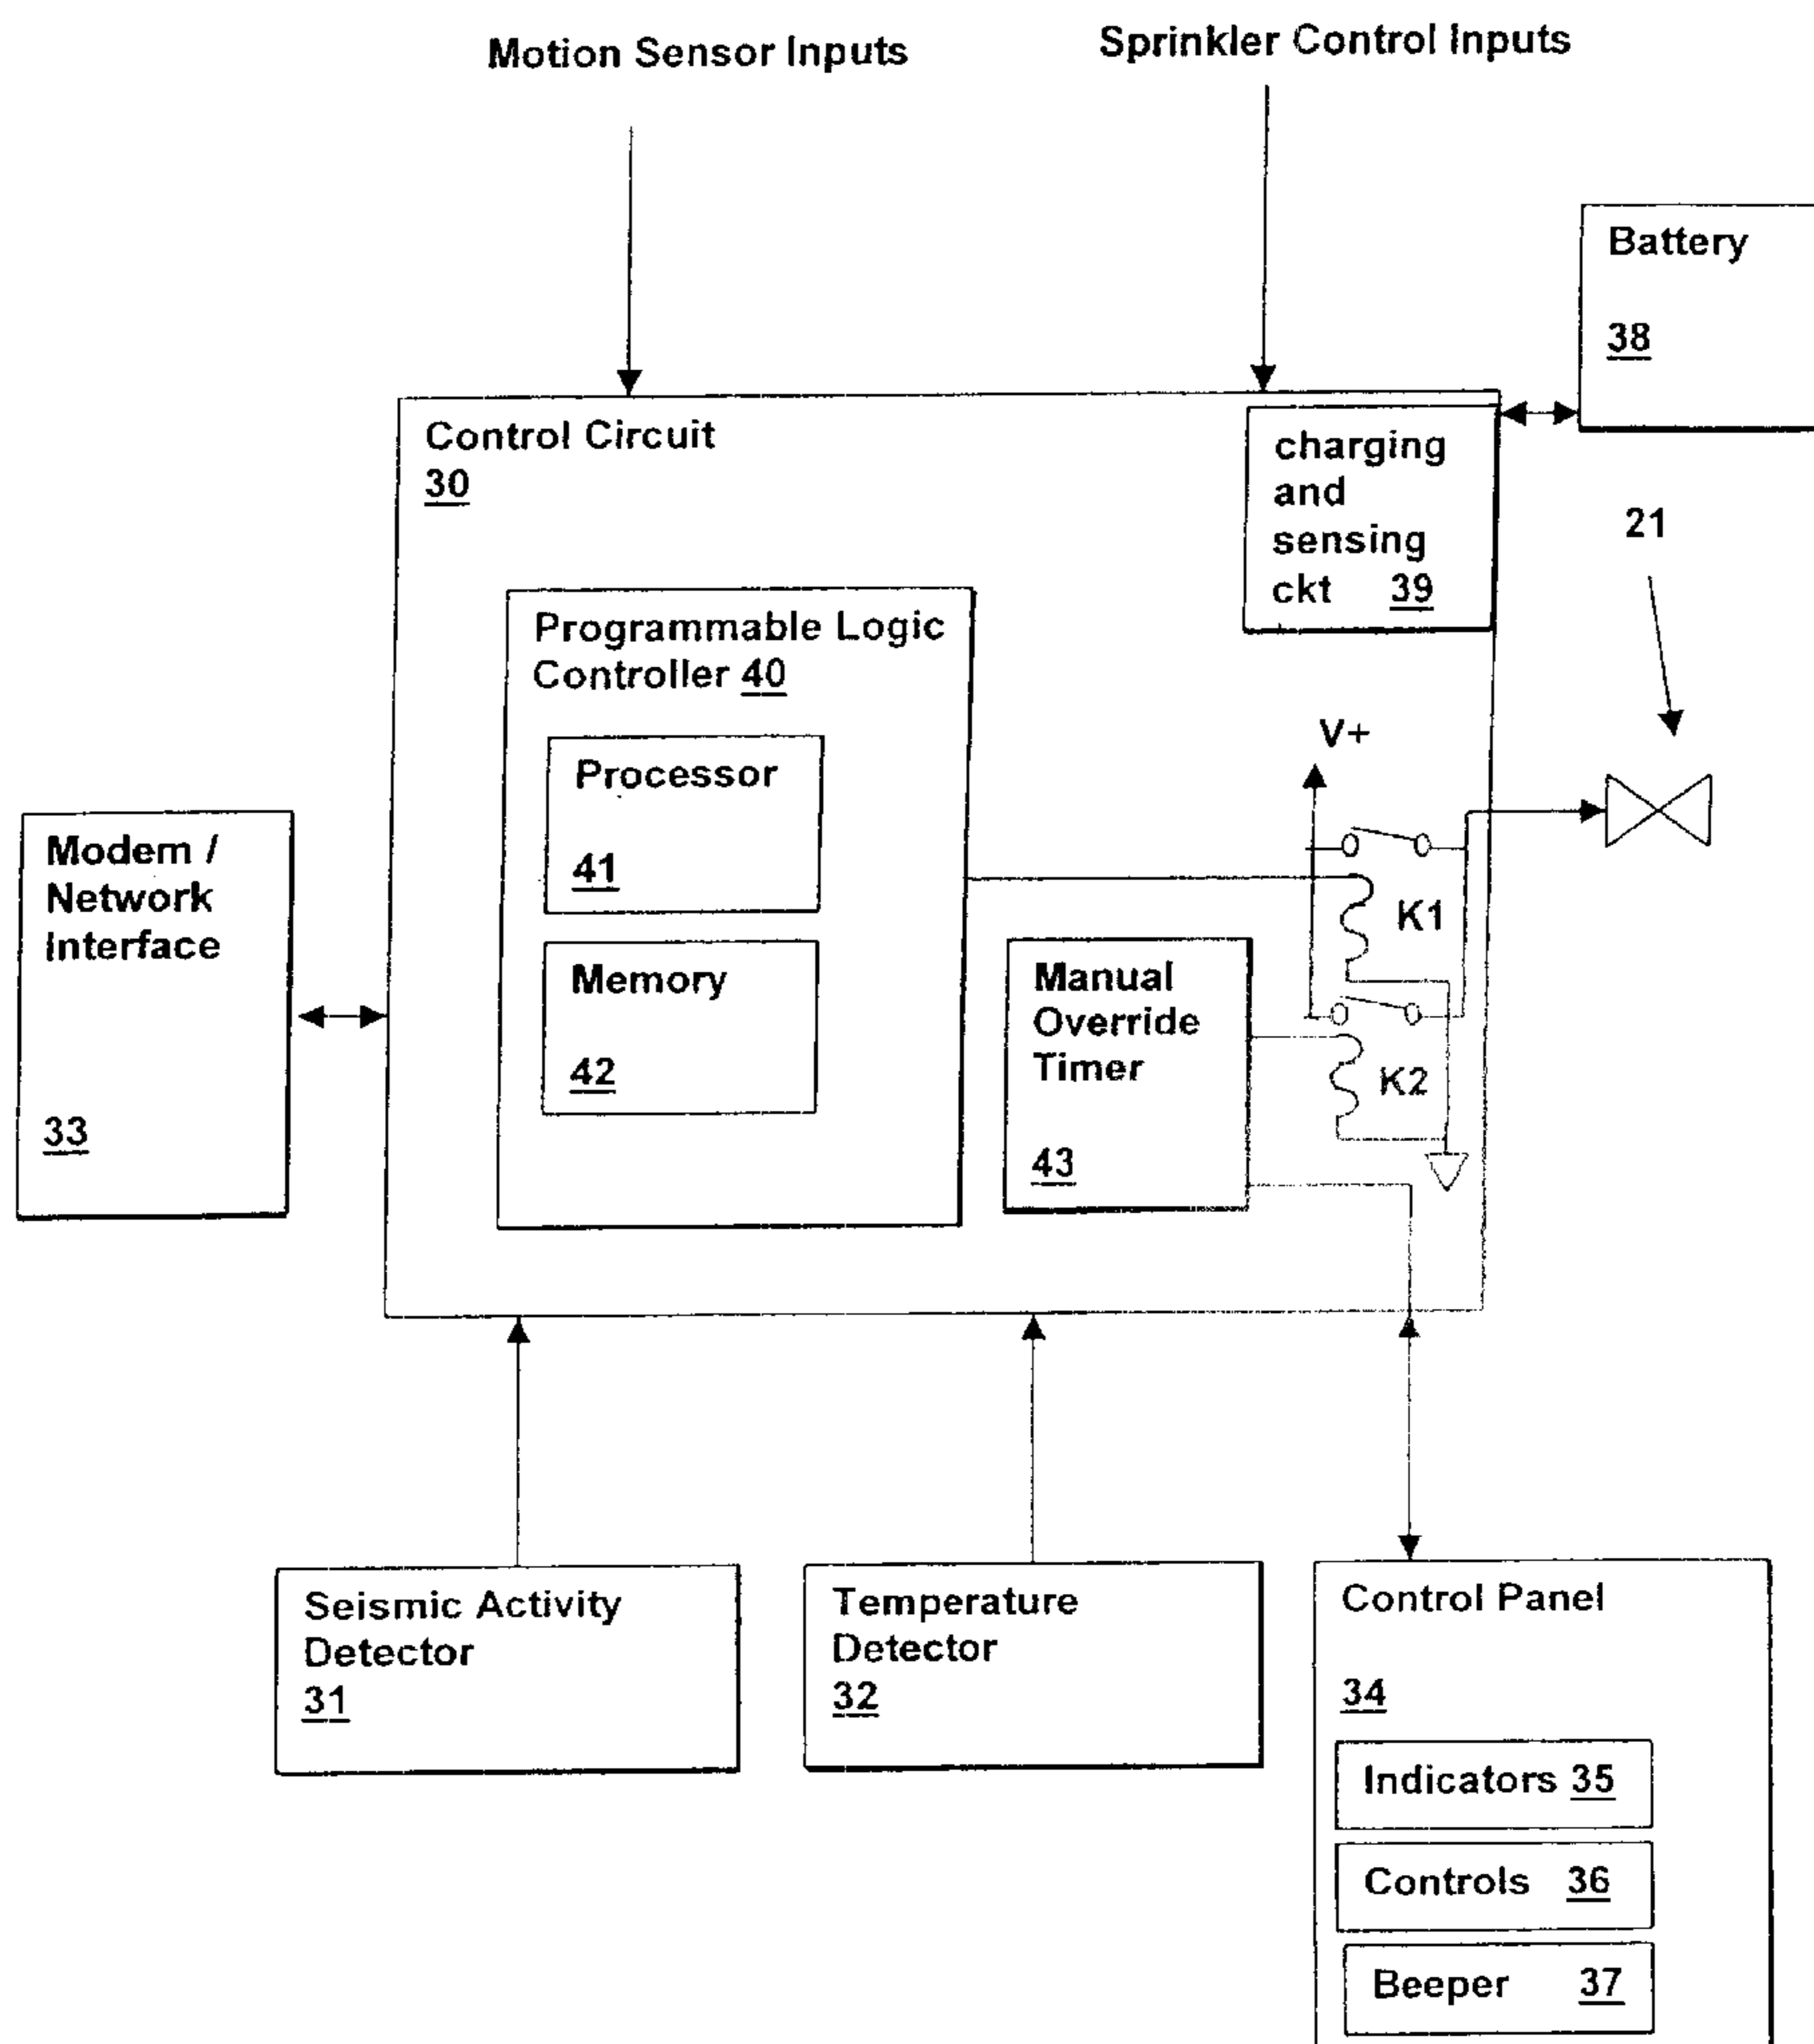 Motion Sensor Inputs
Sprinkler Control Inputs
Battery
38
Control Circuit
30
charging
and
sensing
ckt 39
21
Programmable Logic
Controller 40
Processor
41
Memory
42
V+
K1
K2
Manual
Override
Timer
43
Modem /
Network
Interface
33
Seismic Activity
Detector
31
Temperature
Detector
32
Control Panel
34
Indicators 35
Controls 36
Beeper 37